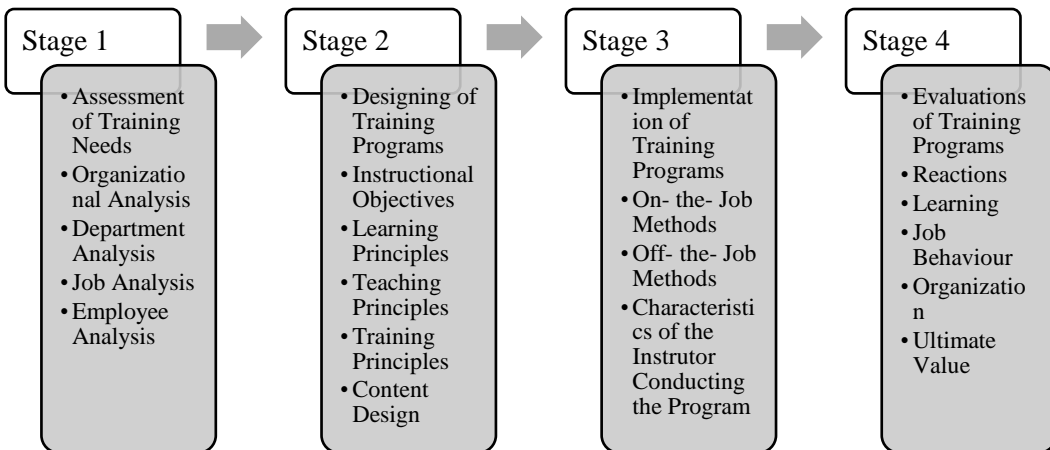 Stage 1
• Assessment
of Training
Needs
• Organizatio
nal Analysis
• Department
Analysis
• Job Analysis
• Employee
Analysis
Stage 2
• Designing of
Training
Programs
• Instructional
Objectives
• Learning
Principles
• Teaching
Principles
• Training
Principles
• Content
Design
Stage 3
• Implementat
ion of
Training
Programs
• On- the- Job
Methods
• Off- the- Job
Methods
• Characteristi
cs of the
Instrutor
Conducting
the Program
Stage 4
• Evaluations
of Training
Programs
• Reactions
• Learning
• Job
Behaviour
• Organizatio
n
• Ultimate
Value